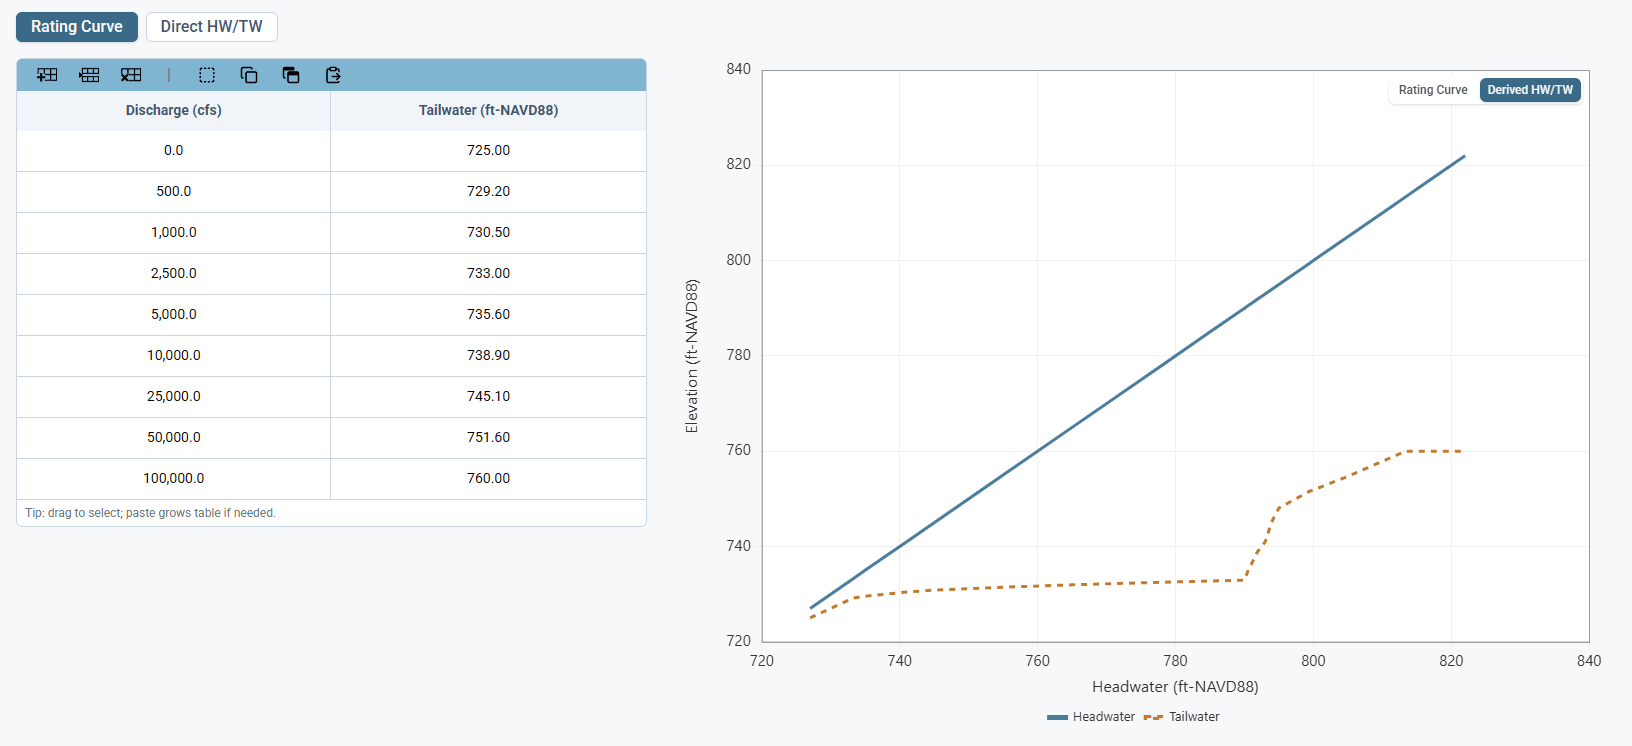 Rating Curve
Direct HW/TW
Discharge (cfs) Tailwater (ft-NAVD88)
0.0 725.00
500.0 729.20
1,000.0 730.50
2,500.0 733.00
5,000.0 735.60
10,000.0 738.90
25,000.0 745.10
50,000.0 751.60
100,000.0 760.00
Tip: drag to select; paste grows table if needed.
Rating Curve
Derived HW/TW
840
820
800
780
760
740
720
Elevation (ft-NAVD88)
720 740 760 780 800 820 840
Headwater (ft-NAVD88)
Headwater Tailwater